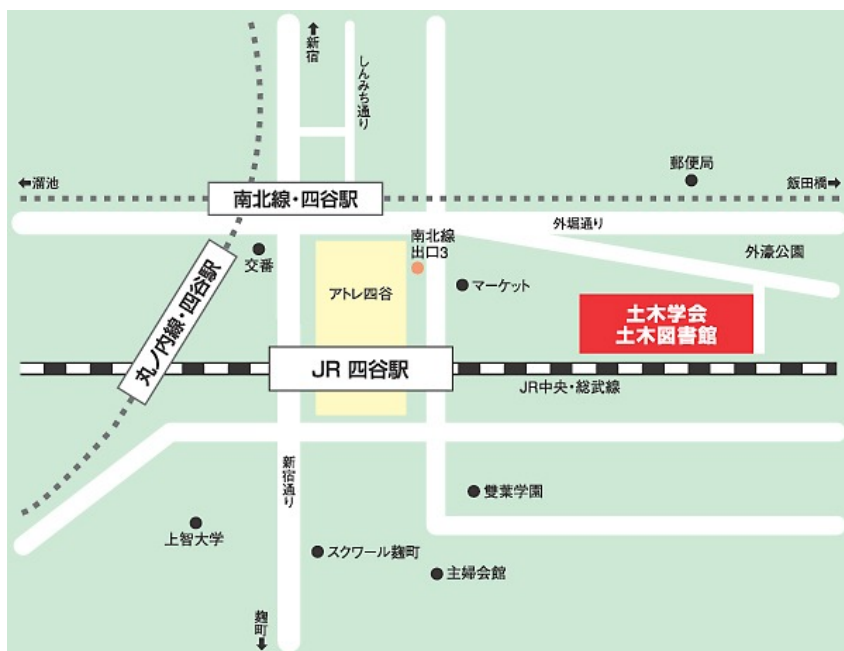 ↑新宿
しんみち通り
郵便局
←溜池
飯田橋→
南北線・四谷駅
外堀通り
南北線
出口3
外濠公園
交番
アトレ四谷
マーケット
土木学会
土木図書館
丸ノ内線・四谷駅
JR 四谷駅
JR中央・総武線
新宿通り
雙葉学園
上智大学
スクワール麹町
主婦会館
麹町↓